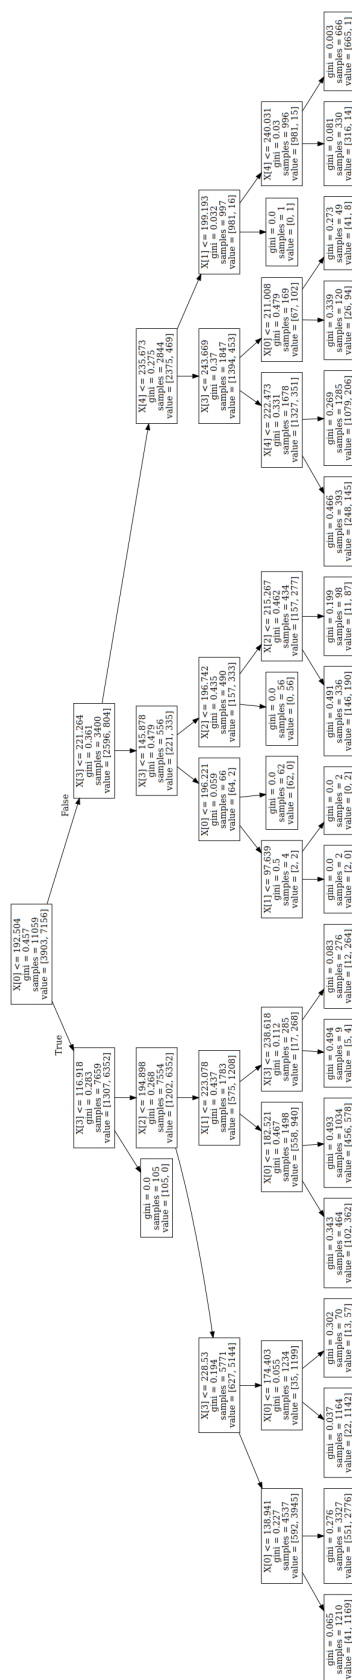 X[0] <= 192.504
gini = 0.457
samples = 11059
value = [3903, 7156]
True
False
X[3] <= 116.918
gini = 0.283
samples = 7659
value = [1307, 6352]
X[3] <= 221.264
gini = 0.361
samples = 3400
value = [2596, 804]
gini = 0.0
samples = 105
value = [105, 0]
X[2] <= 194.898
gini = 0.268
samples = 7554
value = [1202, 6352]
X[3] <= 145.878
gini = 0.479
samples = 556
value = [221, 335]
X[4] <= 235.673
gini = 0.275
samples = 2844
value = [2375, 469]
X[3] <= 228.53
gini = 0.194
samples = 5771
value = [627, 5144]
X[1] <= 223.078
gini = 0.437
samples = 1783
value = [575, 1208]
X[0] <= 196.221
gini = 0.059
samples = 66
value = [64, 2]
X[2] <= 196.742
gini = 0.435
samples = 490
value = [157, 333]
X[3] <= 243.669
gini = 0.37
samples = 1847
value = [1394, 453]
X[1] <= 199.193
gini = 0.032
samples = 997
value = [981, 16]
X[0] <= 138.941
gini = 0.227
samples = 4537
value = [592, 3945]
X[0] <= 174.403
gini = 0.055
samples = 1234
value = [35, 1199]
X[0] <= 182.521
gini = 0.467
samples = 1498
value = [558, 940]
X[3] <= 238.618
gini = 0.112
samples = 285
value = [17, 268]
X[1] <= 97.639
gini = 0.5
samples = 4
value = [2, 2]
gini = 0.0
samples = 62
value = [62, 0]
gini = 0.0
samples = 56
value = [0, 56]
X[2] <= 215.267
gini = 0.462
samples = 434
value = [157, 277]
X[4] <= 222.473
gini = 0.331
samples = 1678
value = [1327, 351]
X[0] <= 211.008
gini = 0.479
samples = 169
value = [67, 102]
gini = 0.0
samples = 1
value = [0, 1]
X[4] <= 240.031
gini = 0.03
samples = 996
value = [981, 15]
gini = 0.065
samples = 1210
value = [41, 1169]
gini = 0.276
samples = 3327
value = [551, 2776]
gini = 0.037
samples = 1164
value = [22, 1142]
gini = 0.302
samples = 70
value = [13, 57]
gini = 0.343
samples = 464
value = [102, 362]
gini = 0.493
samples = 1034
value = [456, 578]
gini = 0.494
samples = 9
value = [5, 4]
gini = 0.083
samples = 276
value = [12, 264]
gini = 0.0
samples = 2
value = [2, 0]
gini = 0.0
samples = 2
value = [0, 2]
gini = 0.491
samples = 336
value = [146, 190]
gini = 0.199
samples = 98
value = [11, 87]
gini = 0.466
samples = 393
value = [248, 145]
gini = 0.269
samples = 1285
value = [1079, 206]
gini = 0.339
samples = 120
value = [26, 94]
gini = 0.273
samples = 49
value = [41, 8]
gini = 0.081
samples = 330
value = [316, 14]
gini = 0.003
samples = 666
value = [665, 1]